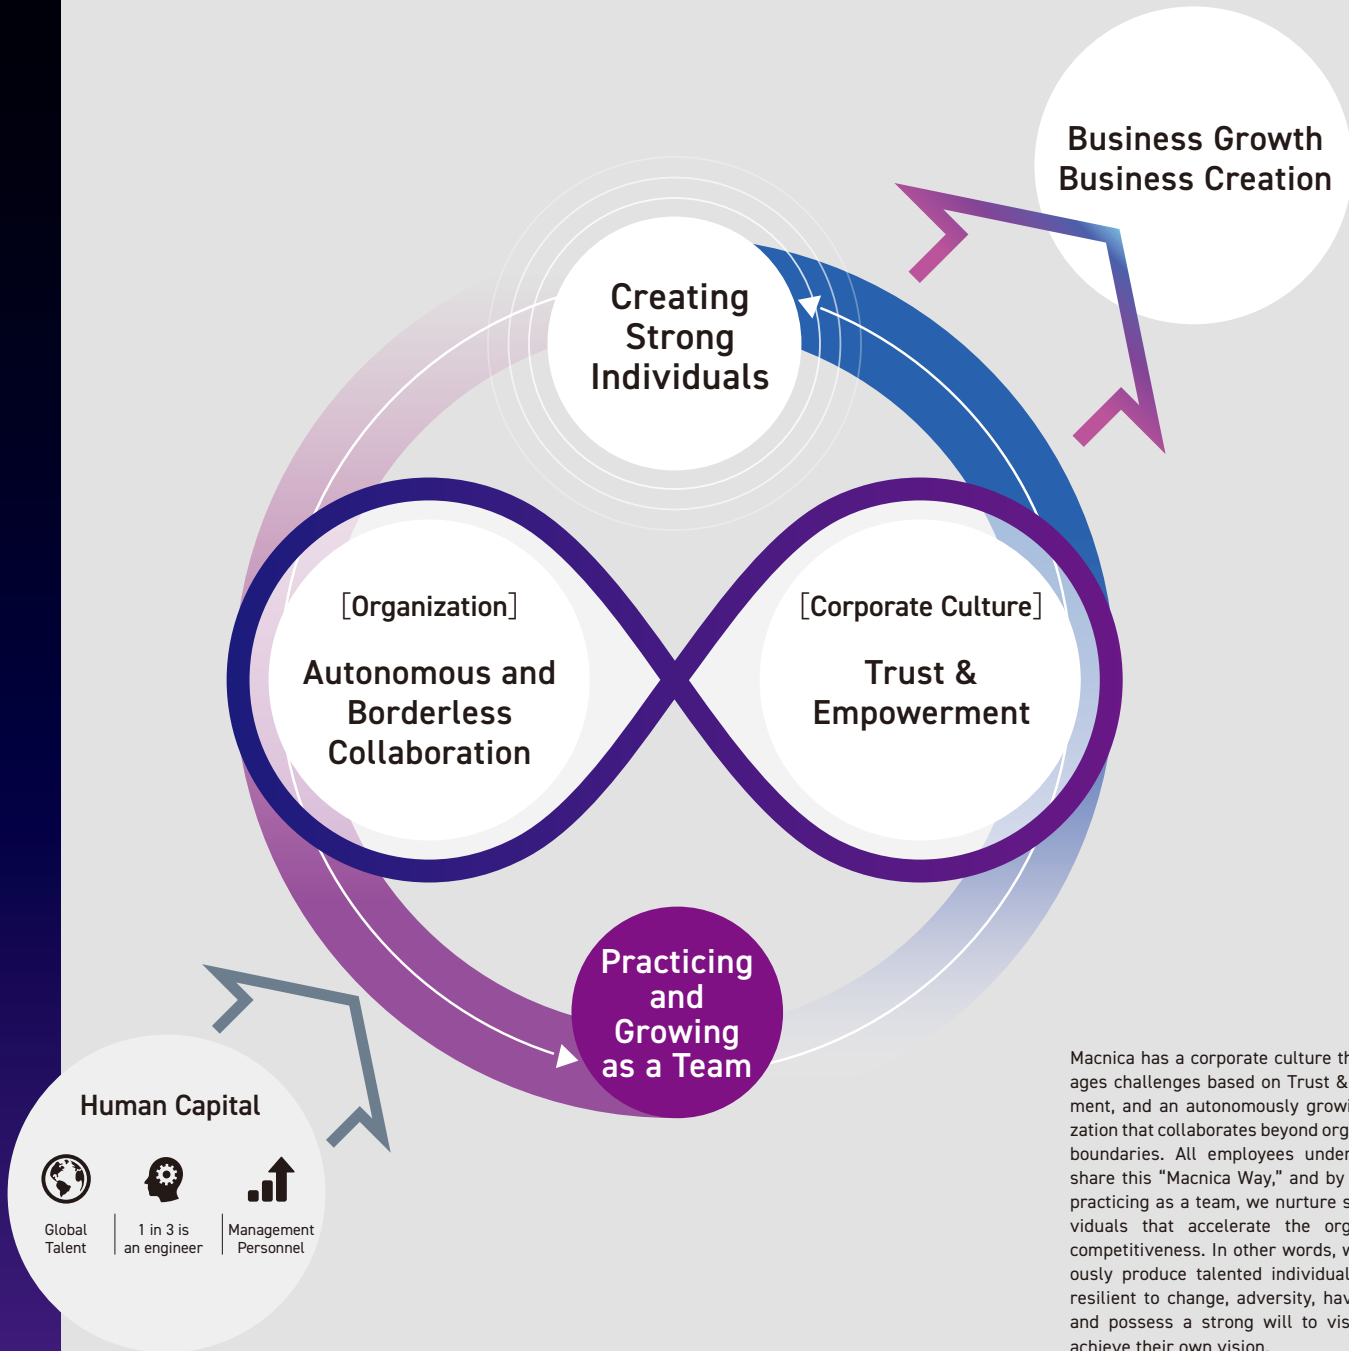 Business Growth
Business Creation
Creating
Strong
Individuals
[Organization]
Autonomous and
Borderless
Collaboration
[Corporate Culture]
Trust &
Empowerment
Practicing
and
Growing
as a Team
Human Capital
Global
Talent
1 in 3 is
an engineer
Management
Personnel
Macnica has a corporate culture th
ages challenges based on Trust &
ment, and an autonomously growi
zation that collaborates beyond org
boundaries. All employees under
share this “Macnica Way,” and by
practicing as a team, we nurture s
viduals that accelerate the org
competitiveness. In other words, w
ously produce talented individual
resilient to change, adversity, hav
and possess a strong will to vis
achieve their own vision.